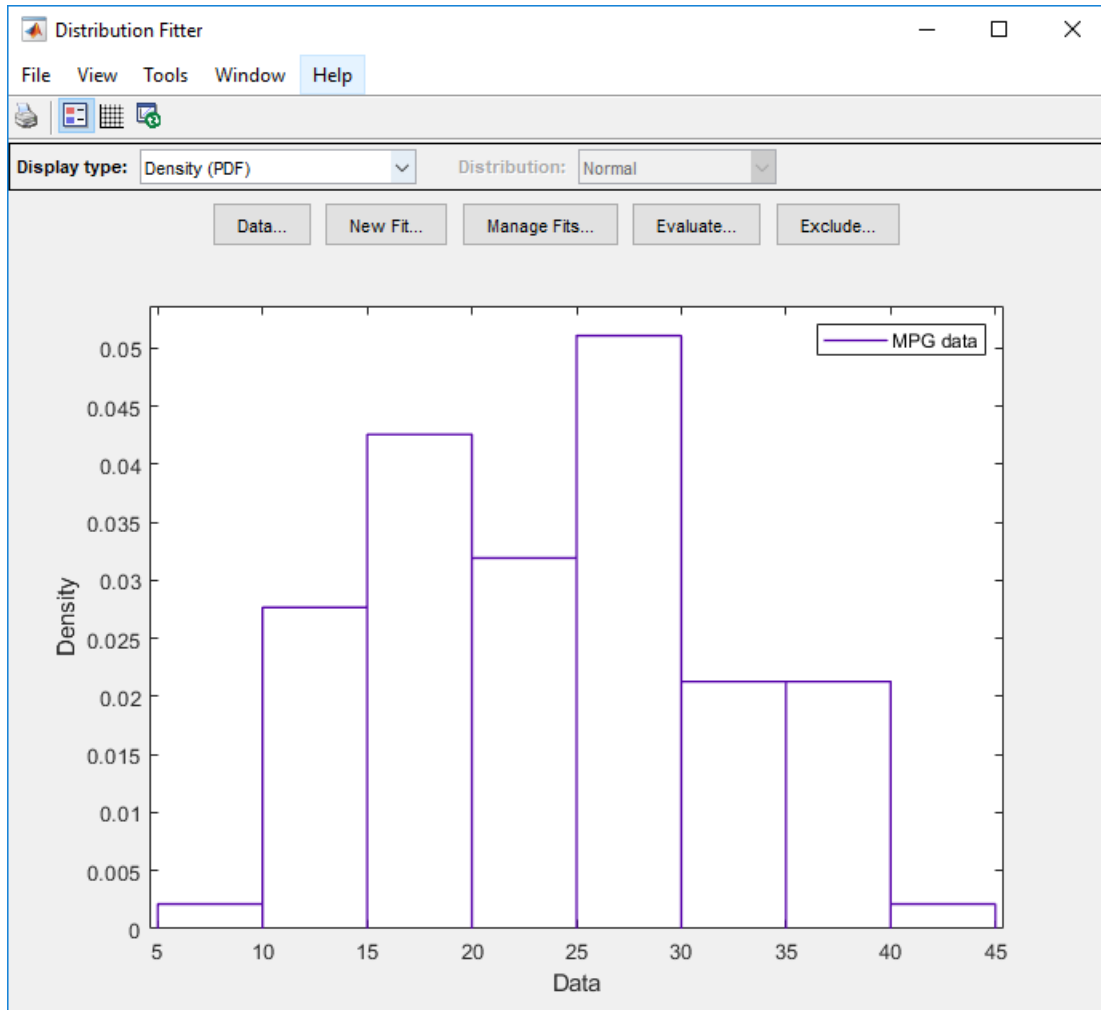 Distribution Fitter
File View Tools Window Help
Display type: Density (PDF) Distribution: Normal
Data... New Fit... Manage Fits... Evaluate... Exclude...
MPG data
0.05
0.045
0.04
0.035
0.03
0.025
0.02
0.015
0.01
0.005
0
Density
5 10 15 20 25 30 35 40 45
Data